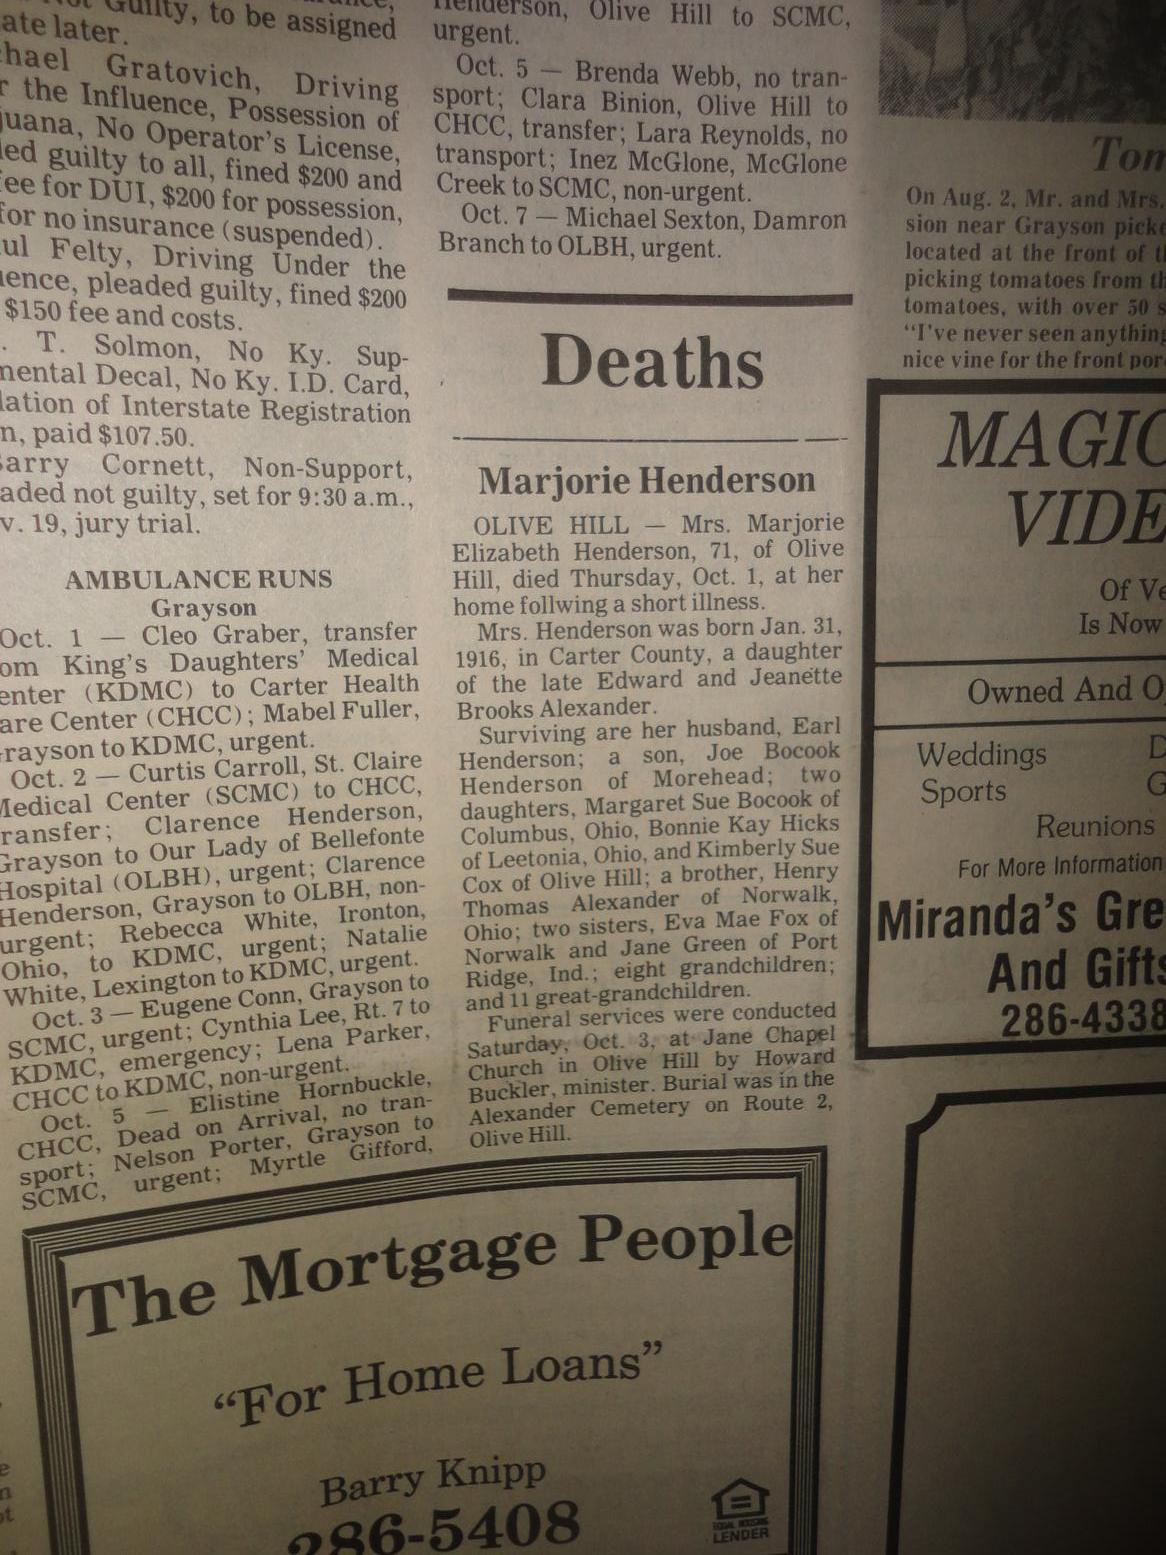 Guilty, to be assigned
ate later.
chael Gratovich, Driving
r the Influence, Possession of
juana, No Operator's License,
ded guilty to all, fined $200 and
fee for DUI, $200 for possession,
for no insurance (suspended).
ul Felty, Driving Under the
uence, pleaded guilty, fined $200
$150 fee and costs.
. T. Solmon, No Ky. Sup-
mental Decal, No Ky. I.D. Card,
lation of Interstate Registration
n, paid $107.50.
Barry Cornett, Non-Support,
aded not guilty, set for 9:30 a.m.,
v. 19, jury trial.
AMBULANCE RUNS
Grayson
Oct. 1 — Cleo Graber, transfer
om King's Daughters' Medical
enter (KDMC) to Carter Health
are Center (CHCC); Mabel Fuller,
Grayson to KDMC, urgent.
Oct. 2 — Curtis Carroll, St. Claire
Medical Center (SCMC) to CHCC,
transfer; Clarence Henderson,
Grayson to Our Lady of Bellefonte
Hospital (OLBH), urgent; Clarence
Henderson, Grayson to OLBH, non-
urgent; Rebecca White, Ironton,
Ohio, to KDMC, urgent; Natalie
White, Lexington to KDMC, urgent.
Oct. 3 — Eugene Conn, Grayson to
SCMC, urgent; Cynthia Lee, Rt. 7 to
KDMC, emergency; Lena Parker,
CHCC to KDMC, non-urgent.
Oct. 5 — Elistine Hornbuckle,
CHCC, Dead on Arrival, no tran-
sport; Nelson Porter, Grayson to
SCMC, urgent; Myrtle Gifford,
Henderson, Olive Hill to SCMC,
urgent.
Oct. 5 — Brenda Webb, no tran-
sport; Clara Binion, Olive Hill to
CHCC, transfer; Lara Reynolds, no
transport; Inez McGlone, McGlone
Creek to SCMC, non-urgent.
Oct. 7 — Michael Sexton, Damron
Branch to OLBH, urgent.
Deaths
Marjorie Henderson
OLIVE HILL — Mrs. Marjorie
Elizabeth Henderson, 71, of Olive
Hill, died Thursday, Oct. 1, at her
home follwing a short illness.
Mrs. Henderson was born Jan. 31,
1916, in Carter County, a daughter
of the late Edward and Jeanette
Brooks Alexander.
Surviving are her husband, Earl
Henderson; a son, Joe Bocook
Henderson of Morehead; two
daughters, Margaret Sue Bocook of
Columbus, Ohio, Bonnie Kay Hicks
of Leetonia, Ohio, and Kimberly Sue
Cox of Olive Hill; a brother, Henry
Thomas Alexander of Norwalk,
Ohio; two sisters, Eva Mae Fox of
Norwalk and Jane Green of Port
Ridge, Ind.; eight grandchildren;
and 11 great-grandchildren.
Funeral services were conducted
Saturday, Oct. 3, at Jane Chapel
Church in Olive Hill by Howard
Buckler, minister. Burial was in the
Alexander Cemetery on Route 2,
Olive Hill.
The Mortgage People
“For Home Loans”
Barry Knipp
286-5408
EQUAL HOUSING
LENDER
Tom
On Aug. 2, Mr. and Mrs.
sion near Grayson picke
located at the front of t
picking tomatoes from th
tomatoes, with over 50 s
“I've never seen anything
nice vine for the front por
MAGIC
VIDE
Of Ve
Is Now
Owned And O
Weddings D
Sports G
Reunions
For More Information
Miranda's Gre
And Gifts
286-4338